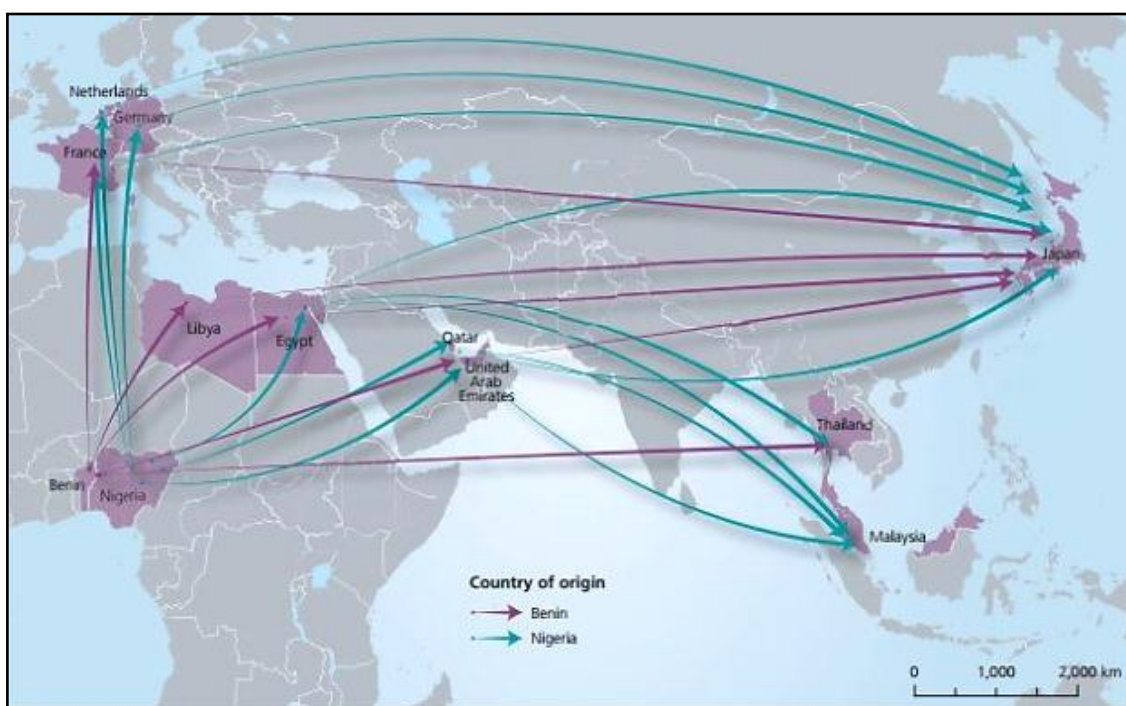 Netherlands
Germany
France
Japan
Libya
Egypt
Qatar
United
Arab
Emirates
Thailand
Benin
Nigeria
Malaysia
Country of origin
Benin
Nigeria
0 1,000 2,000 km